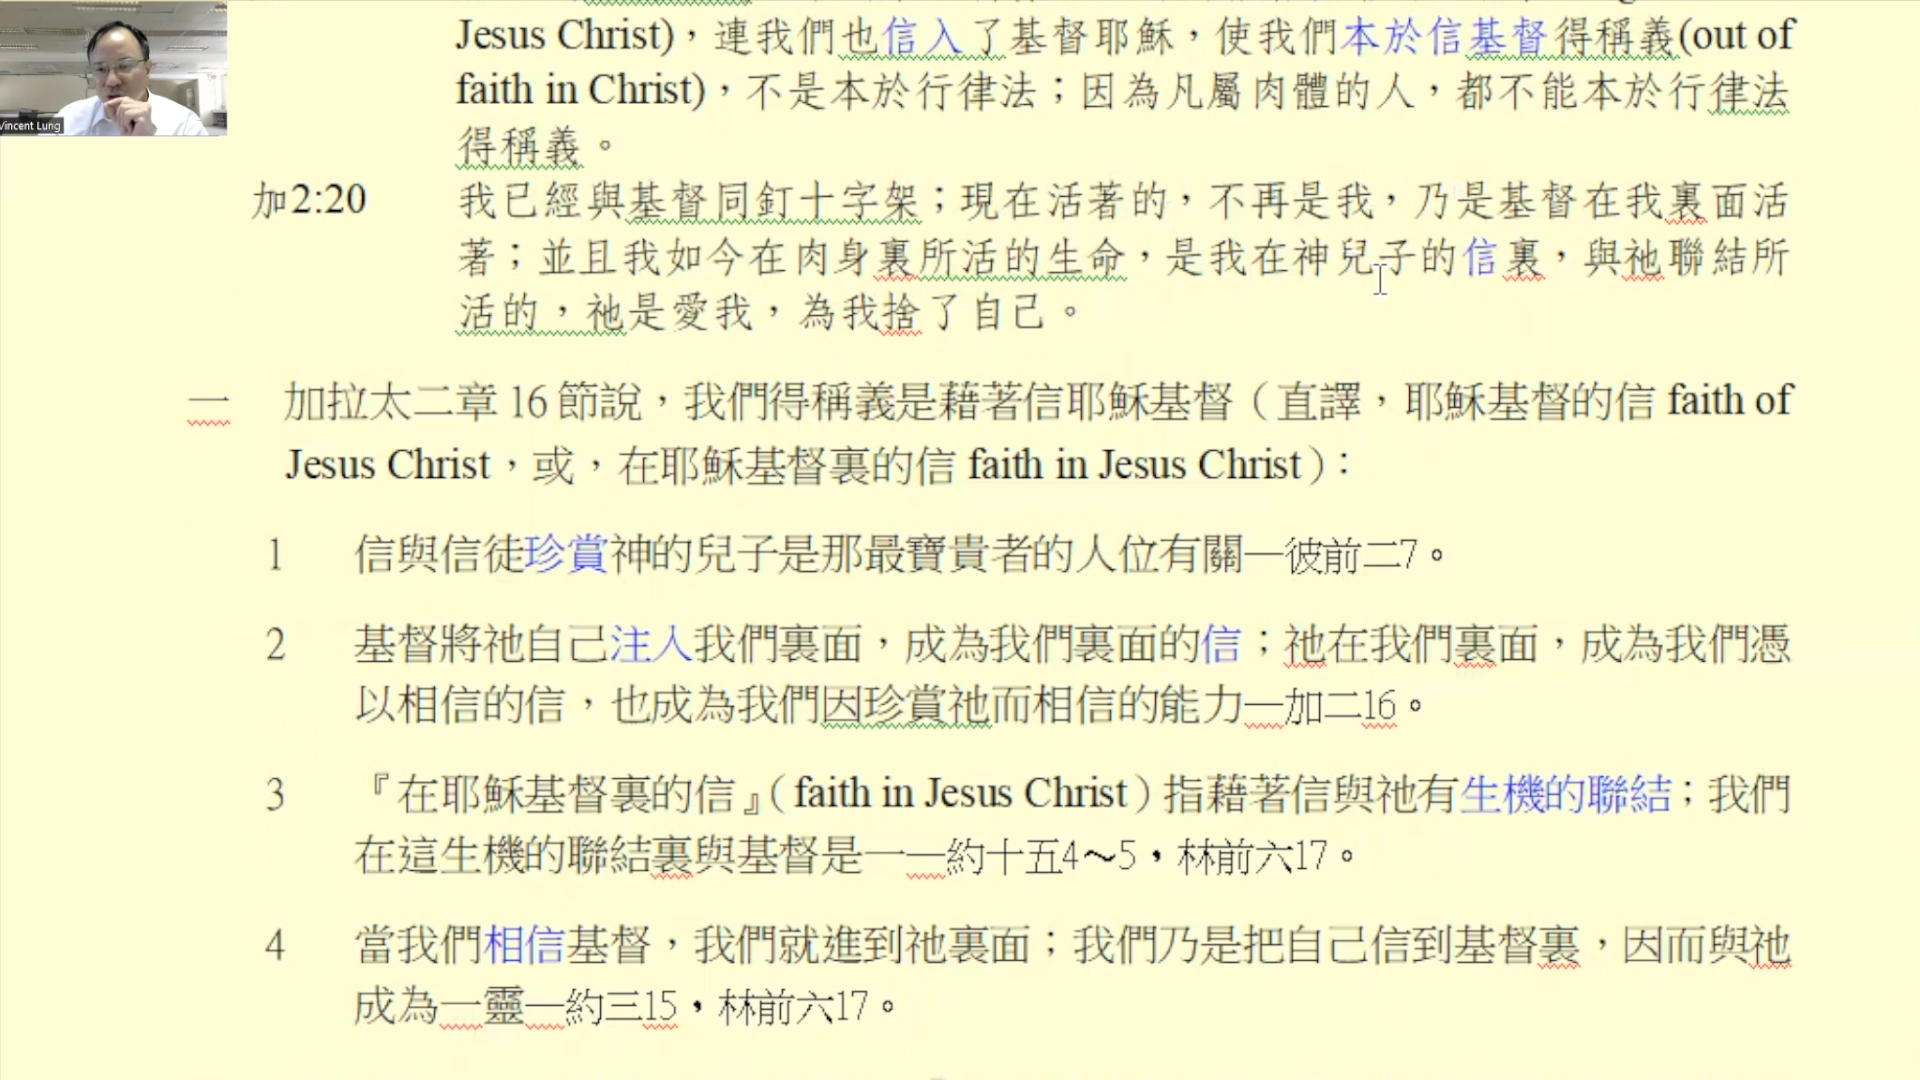 Jesus Christ)，連我們也信入了基督耶穌，使我們本於信基督得稱義(out of
faith in Christ)，不是本於行律法；因為凡屬肉體的人，都不能本於行律法
得稱義。
Vincent Lung
加2:20 我已經與基督同釘十字架；現在活著的，不再是我，乃是基督在我裏面活
著；並且我如今在肉身裏所活的生命，是我在神兒子的信裏，與祂聯結所
活的，祂是愛我，為我捨了自己。
一 加拉太二章 16 節說，我們得稱義是藉著信耶穌基督（直譯，耶穌基督的信 faith of
Jesus Christ，或，在耶穌基督裏的信 faith in Jesus Christ）：
1 信與信徒珍賞神的兒子是那最寶貴者的人位有關—彼前二7。
2 基督將祂自己注入我們裏面，成為我們裏面的信；祂在我們裏面，成為我們憑
以相信的信，也成為我們因珍賞祂而相信的能力—加二16。
3 『在耶穌基督裏的信』（faith in Jesus Christ）指藉著信與祂有生機的聯結；我們
在這生機的聯結裏與基督是一—約十五4～5，林前六17。
4 當我們相信基督，我們就進到祂裏面；我們乃是把自己信到基督裏，因而與祂
成為一靈—約三15，林前六17。